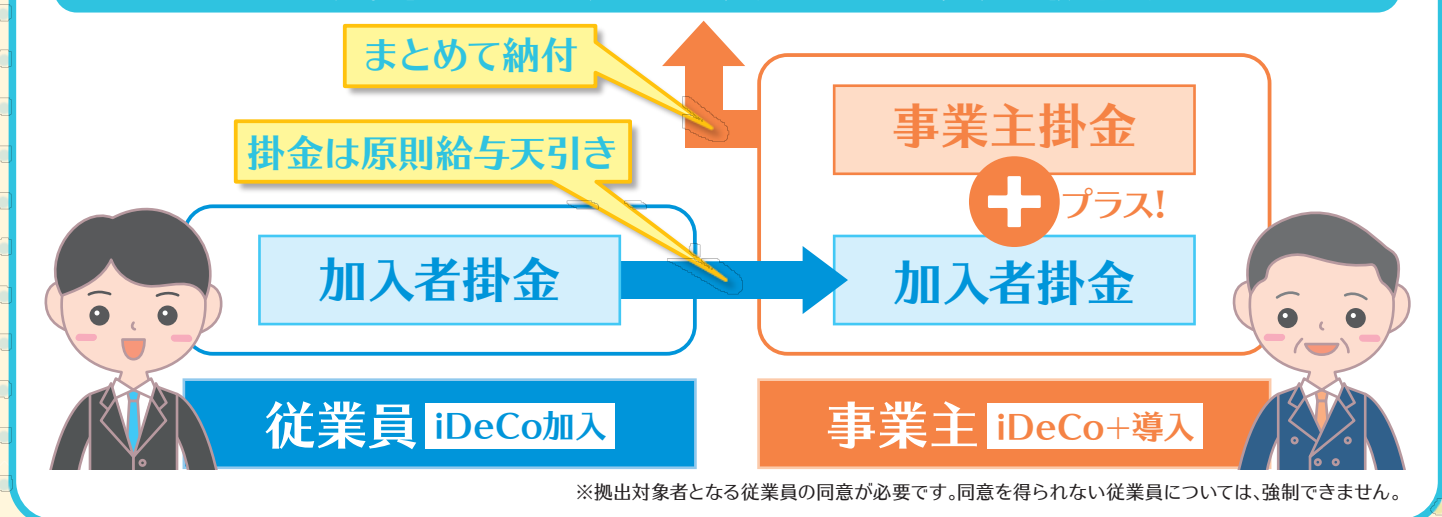 まとめて納付
掛金は原則給与天引き
事業主掛金
プラス!
加入者掛金
加入者掛金
従業員 iDeCo加入
事業主 iDeCo+導入
※拠出対象者となる従業員の同意が必要です。同意を得られない従業員については、強制できません。